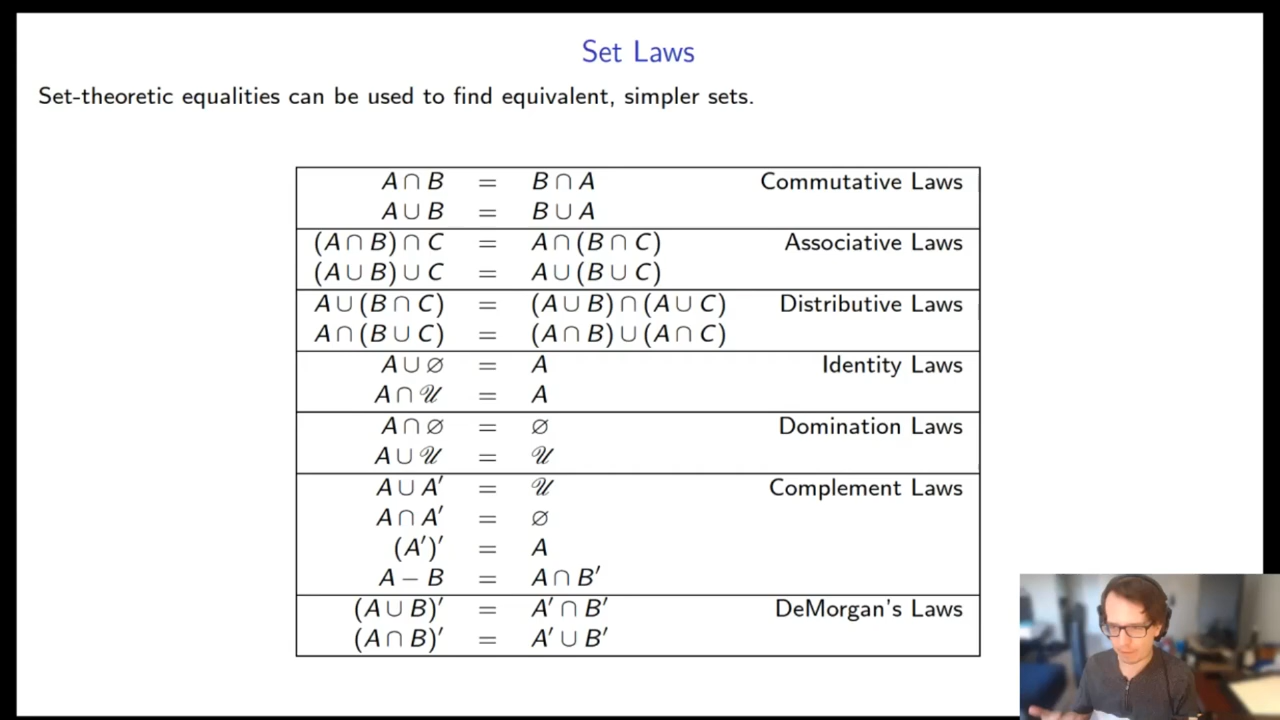 Set Laws
Set-theoretic equalities can be used to find equivalent, simpler sets.
A ∩ B = B ∩ A Commutative Laws
A ∪ B = B ∪ A
(A ∩ B) ∩ C = A ∩ (B ∩ C) Associative Laws
(A ∪ B) ∪ C = A ∪ (B ∪ C)
A ∪ (B ∩ C) = (A ∪ B) ∩ (A ∪ C) Distributive Laws
A ∩ (B ∪ C) = (A ∩ B) ∪ (A ∩ C)
A ∪ ∅ = A Identity Laws
A ∩ 𝒰 = A
A ∩ ∅ = ∅ Domination Laws
A ∪ 𝒰 = 𝒰
A ∪ A′ = 𝒰 Complement Laws
A ∩ A′ = ∅
(A′)′ = A
A − B = A ∩ B′
(A ∪ B)′ = A′ ∩ B′ DeMorgan's Laws
(A ∩ B)′ = A′ ∪ B′